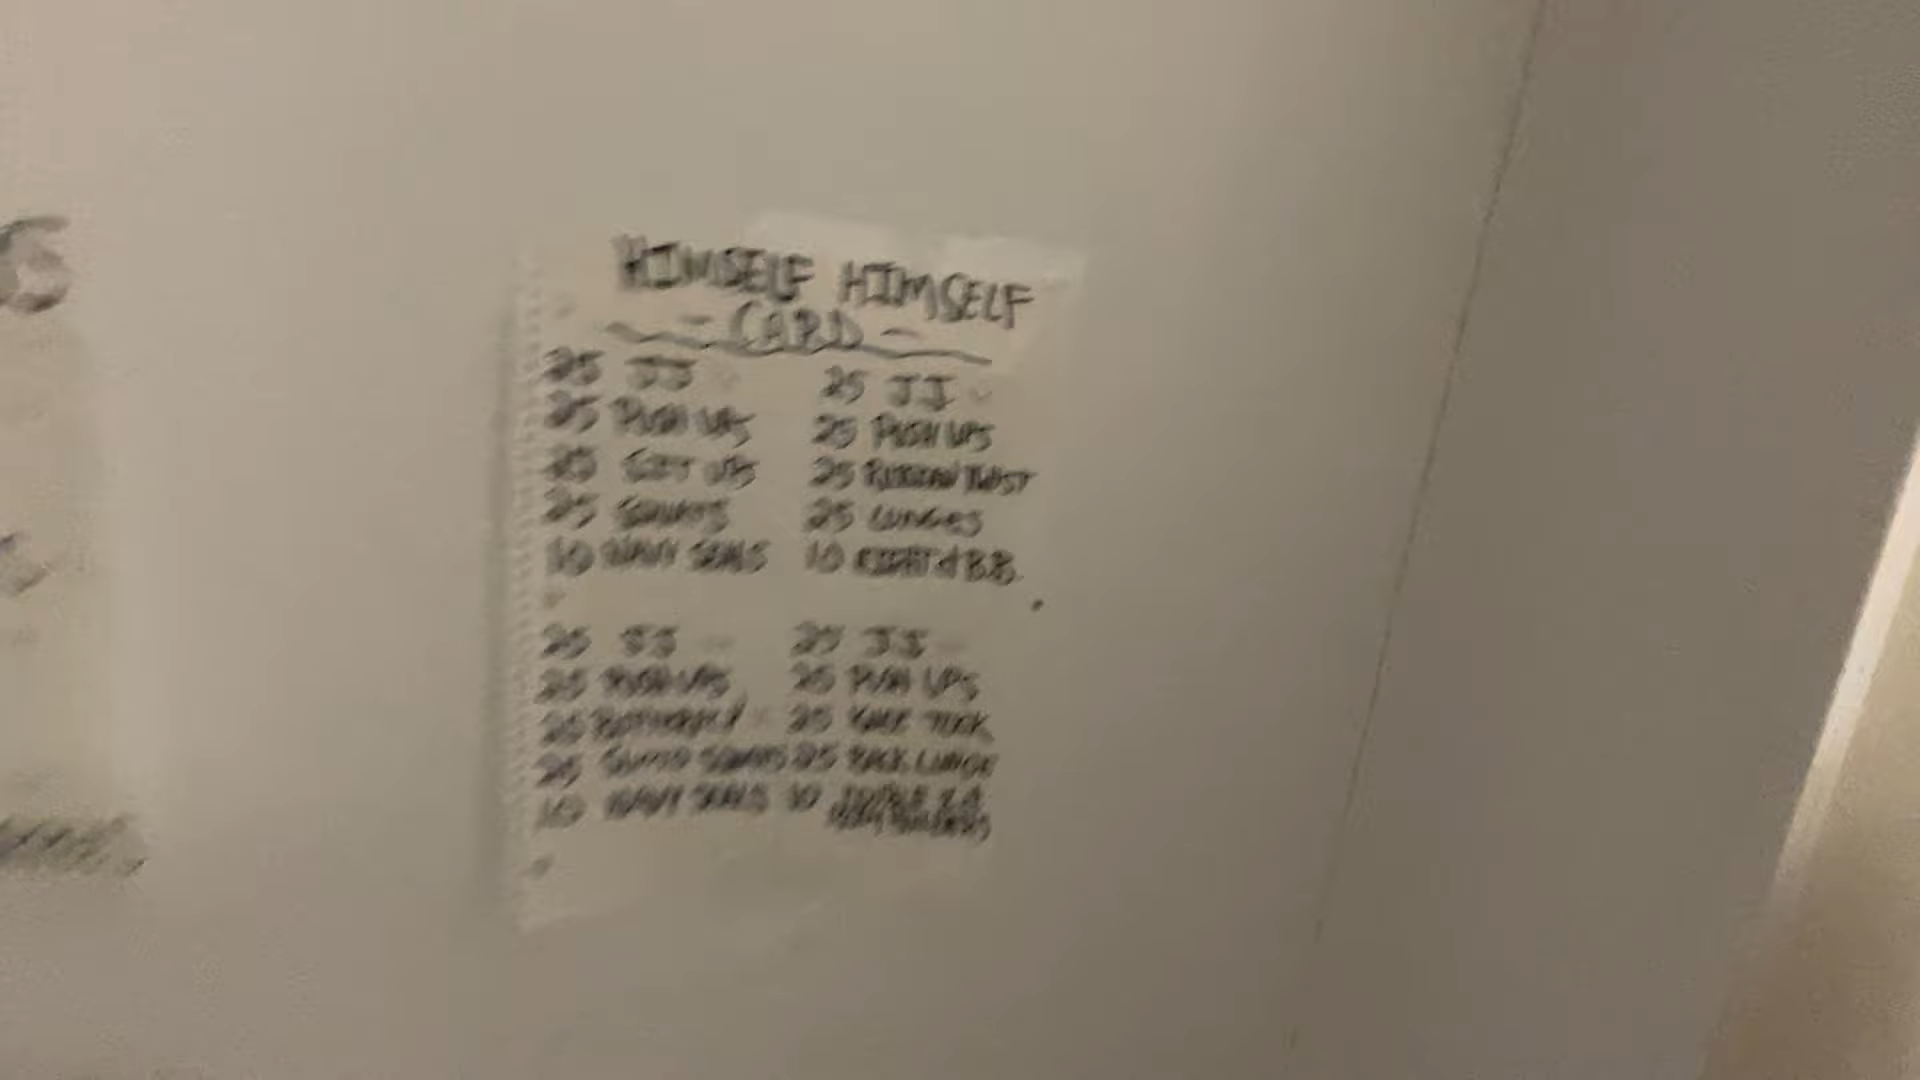 HIMSELF HIMSELF
- CARD -
25 JJ
25 PUSH UPS
25 SIT UPS
25 SQUATS
10 NAVY SEALS
25 JJ
25 PUSH UPS
25 RUSSIAN TWIST
25 LUNGES
10 B.B.
25 JJ
25 PUSH UPS
25
25 SUMO SQUATS
10 NAVY SEALS
25 JJ
25 PUSH UPS
25 TUCK
25 BACK LUNGE
10